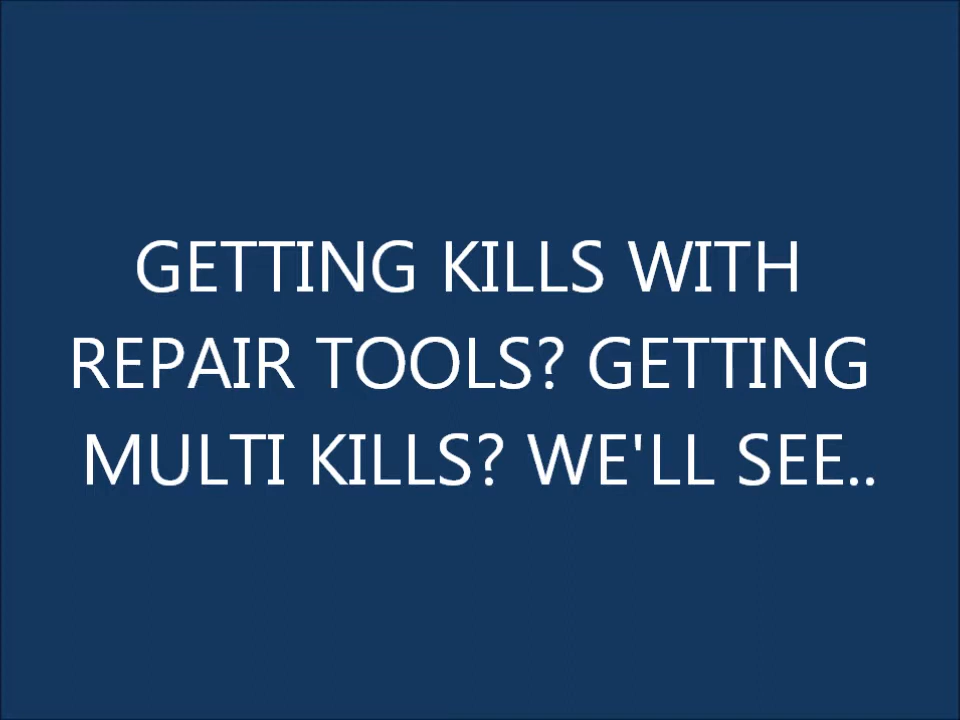 GETTING KILLS WITH
REPAIR TOOLS? GETTING
MULTI KILLS? WE'LL SEE..